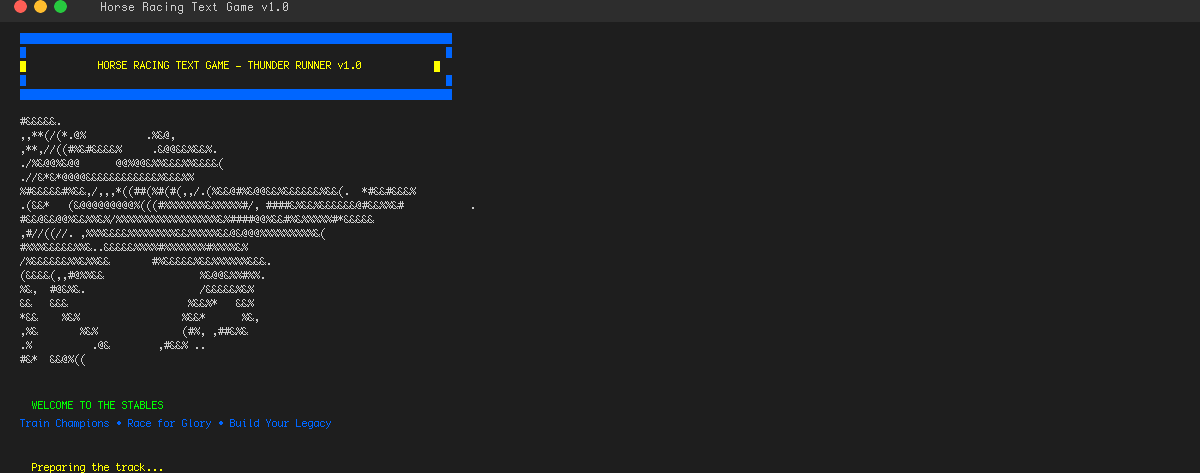 Horse Racing Text Game v1.0
HORSE RACING TEXT GAME – THUNDER RUNNER v1.0
WELCOME TO THE STABLES
Train Champions ♦ Race for Glory ♦ Build Your Legacy
Preparing the track...